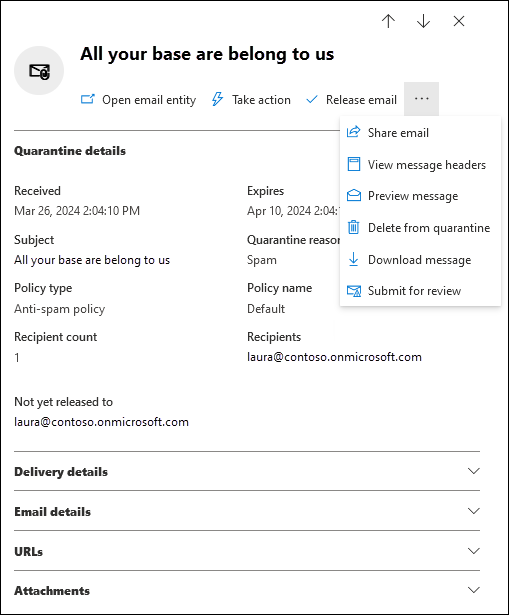 All your base are belong to us
Open email entity
Take action
Release email
Share email
View message headers
Preview message
Delete from quarantine
Download message
Submit for review
Quarantine details
Received
Expires
Mar 26, 2024 2:04:10 PM
Apr 10, 2024 2:04:
Subject
Quarantine reason
All your base are belong to us
Spam
Policy type
Policy name
Anti-spam policy
Default
Recipient count
Recipients
1
laura@contoso.onmicrosoft.com
Not yet released to
laura@contoso.onmicrosoft.com
Delivery details
Email details
URLs
Attachments